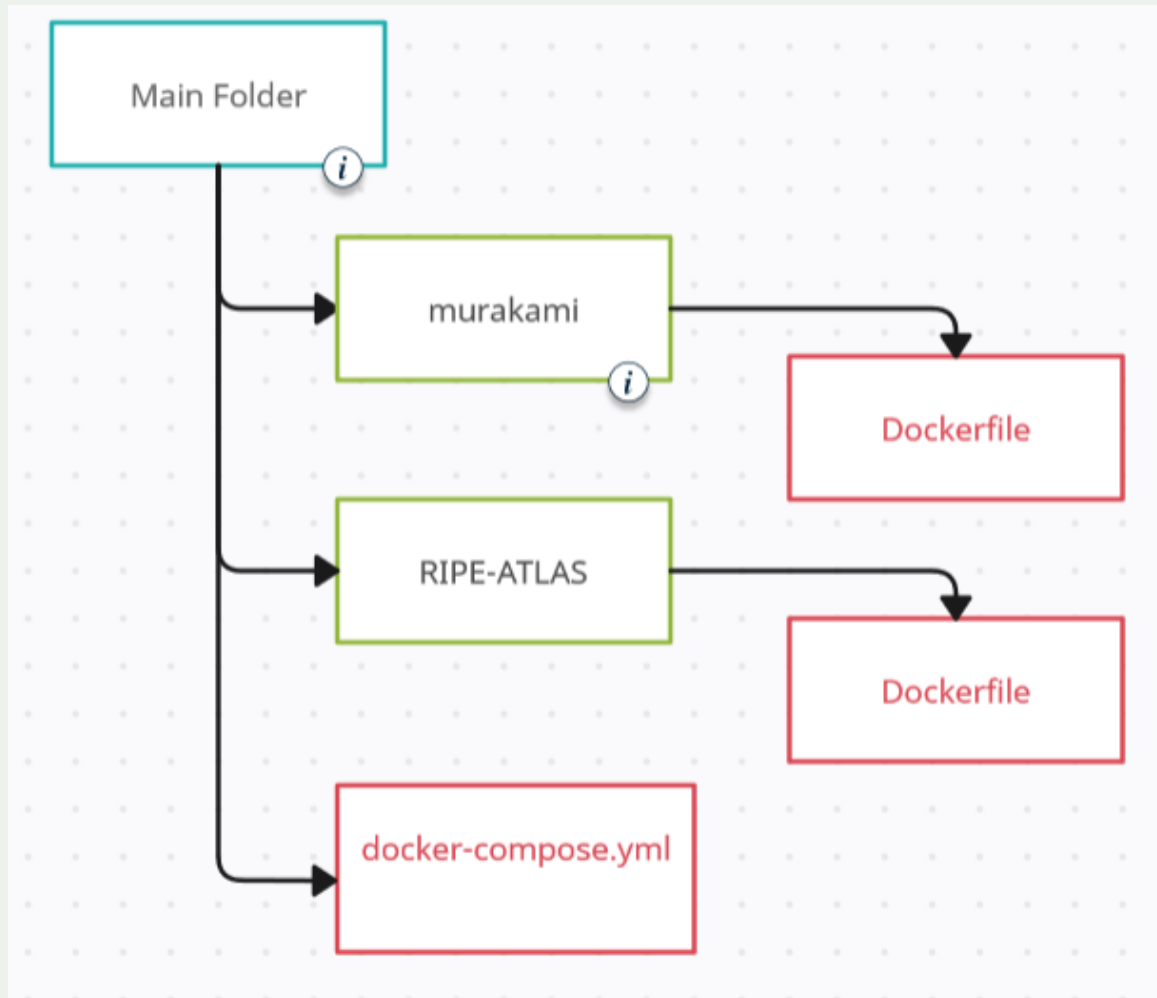 Main Folder
i
murakami
i
Dockerfile
RIPE-ATLAS
Dockerfile
docker-compose.yml